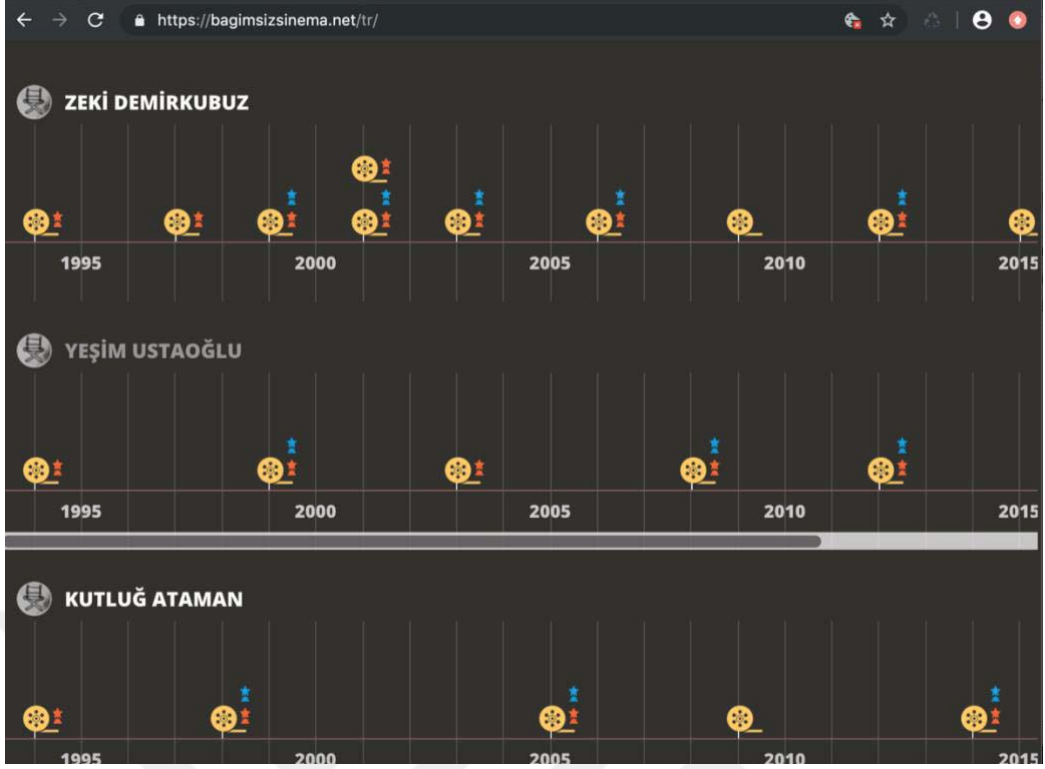 https://bagimsizsinema.net/tr/
ZEKİ DEMİRKUBUZ
1995 2000 2005 2010 2015
YEŞİM USTAOĞLU
1995 2000 2005 2010 2015
KUTLUĞ ATAMAN
1995 2000 2005 2010 2015